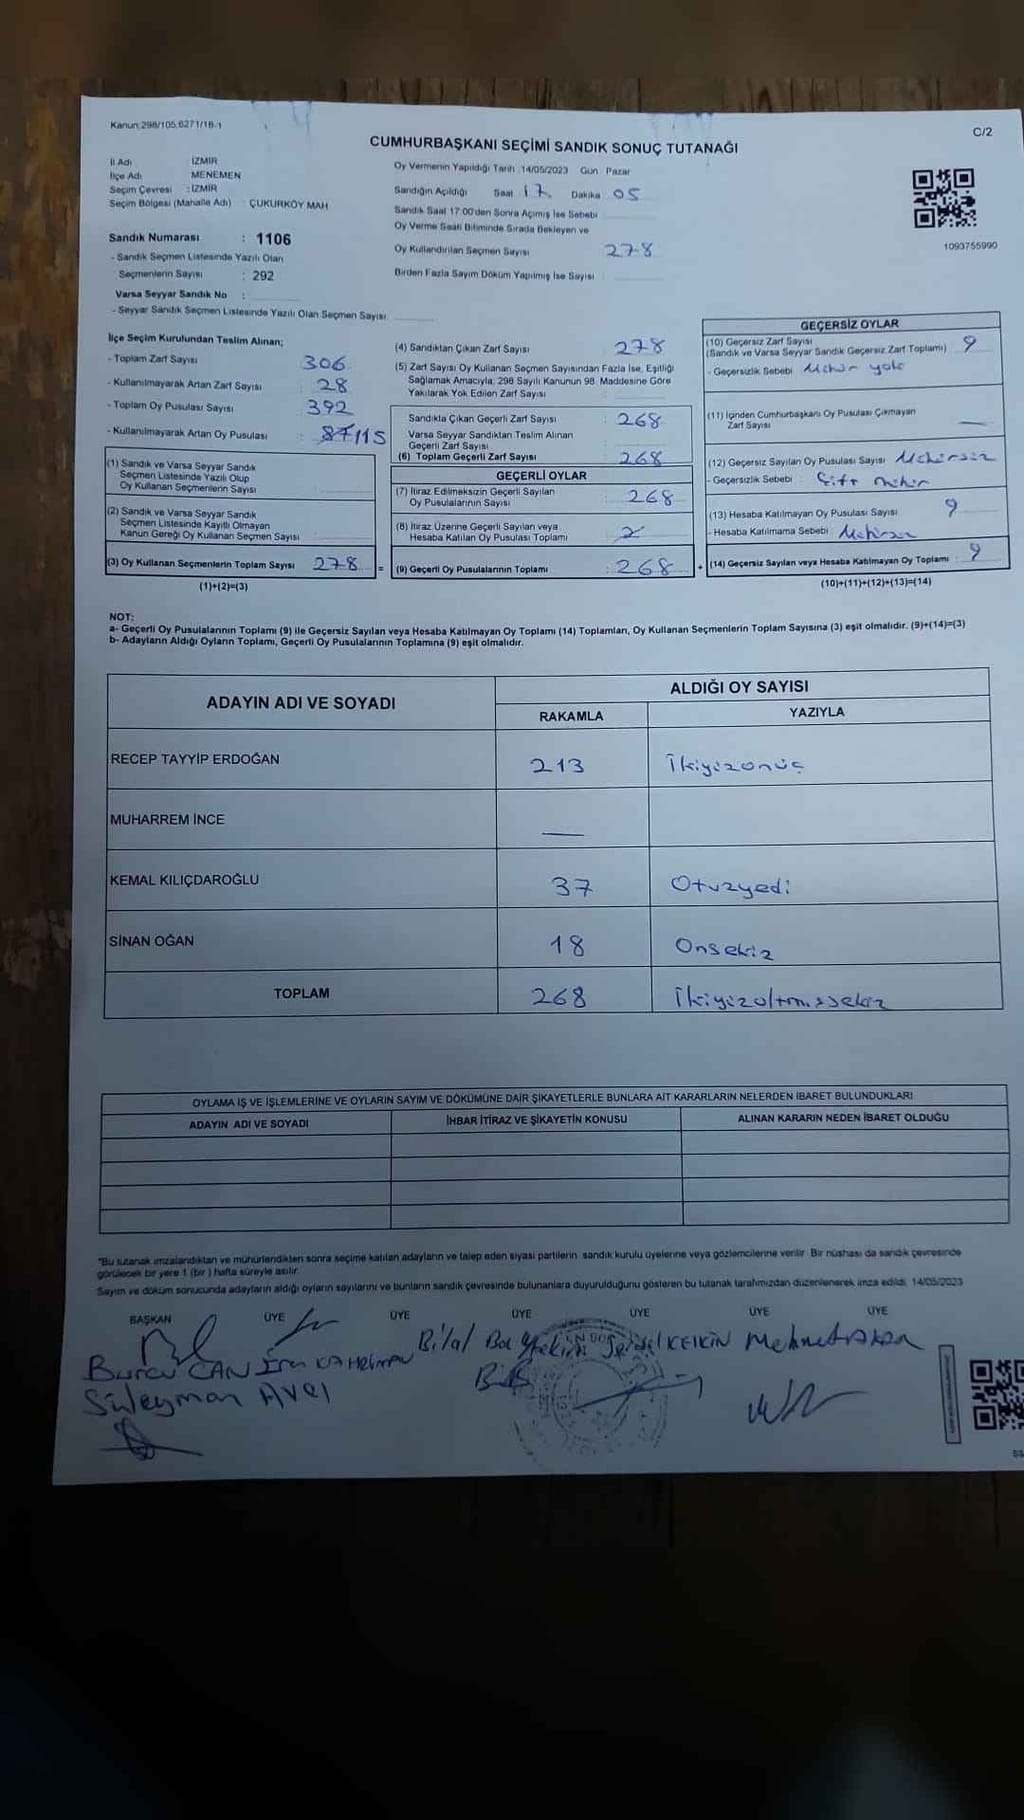 Kanun:298/105,6271/18-1
C/2
CUMHURBAŞKANI SEÇİMİ SANDIK SONUÇ TUTANAĞI
İl Adı İZMİR
İlçe Adı MENEMEN
Seçim Çevresi : İZMİR
Seçim Bölgesi (Mahalle Adı) : ÇUKURKÖY MAH
Sandık Numarası : 1106
- Sandık Seçmen Listesinde Yazılı Olan
Seçmenlerin Sayısı : 292
Varsa Seyyar Sandık No :
- Seyyar Sandık Seçmen Listesinde Yazılı Olan Seçmen Sayısı
Oy Vermenin Yapıldığı Tarih 14/05/2023 Gün Pazar
Sandığın Açıldığı Saat 17 Dakika 05
Sandık Saat 17:00'den Sonra Açılmış İse Sebebi
Oy Verme Saati Bitiminde Sırada Bekleyen ve
Oy Kullandırılan Seçmen Sayısı 278
Birden Fazla Sayım Döküm Yapılmış İse Sayısı
1093755990
İlçe Seçim Kurulundan Teslim Alınan;
- Toplam Zarf Sayısı 306
- Kullanılmayarak Artan Zarf Sayısı : 28
- Toplam Oy Pusulası Sayısı 392
- Kullanılmayarak Artan Oy Pusulası : 115
(1) Sandık ve Varsa Seyyar Sandık
Seçmen Listesinde Yazılı Olup
Oy Kullanan Seçmenlerin Sayısı
(2) Sandık ve Varsa Seyyar Sandık
Seçmen Listesinde Kayıtlı Olmayan
Kanun Gereği Oy Kullanan Seçmen Sayısı
(3) Oy Kullanan Seçmenlerin Toplam Sayısı 278 =
(1)+(2)=(3)
(4) Sandıktan Çıkan Zarf Sayısı 278
(5) Zarf Sayısı Oy Kullanan Seçmen Sayısından Fazla İse, Eşitliği
Sağlamak Amacıyla, 298 Sayılı Kanunun 98. Maddesine Göre
Yakılarak Yok Edilen Zarf Sayısı
Sandıkta Çıkan Geçerli Zarf Sayısı 268
Varsa Seyyar Sandıktan Teslim Alınan
Geçerli Zarf Sayısı
(6) Toplam Geçerli Zarf Sayısı 268
GEÇERLİ OYLAR
(7) İtiraz Edilmeksizin Geçerli Sayılan
Oy Pusulalarının Sayısı 268
(8) İtiraz Üzerine Geçerli Sayılan veya
Hesaba Katılan Oy Pusulası Toplamı
(9) Geçerli Oy Pusulalarının Toplamı : 268 +
GEÇERSİZ OYLAR
(10) Geçersiz Zarf Sayısı 9
(Sandık ve Varsa Seyyar Sandık Geçersiz Zarf Toplamı)
- Geçersizlik Sebebi Mühür yok
(11) İçinden Cumhurbaşkanı Oy Pusulası Çıkmayan
Zarf Sayısı —
(12) Geçersiz Sayılan Oy Pusulası Sayısı Mühürsüz
- Geçersizlik Sebebi : Çift mühür
(13) Hesaba Katılmayan Oy Pusulası Sayısı 9
- Hesaba Katılmama Sebebi
(14) Geçersiz Sayılan veya Hesaba Katılmayan Oy Toplamı : 9
(10)+(11)+(12)+(13)=(14)
NOT:
a- Geçerli Oy Pusulalarının Toplamı (9) ile Geçersiz Sayılan veya Hesaba Katılmayan Oy Toplamı (14) Toplamları, Oy Kullanan Seçmenlerin Toplam Sayısına (3) eşit olmalıdır. (9)+(14)=(3)
b- Adayların Aldığı Oyların Toplamı, Geçerli Oy Pusulalarının Toplamına (9) eşit olmalıdır.
ADAYIN ADI VE SOYADI
ALDIĞI OY SAYISI
RAKAMLA YAZIYLA
RECEP TAYYİP ERDOĞAN 213 İkiyüzonüç
MUHARREM İNCE —
KEMAL KILIÇDAROĞLU 37 Otuzyedi
SİNAN OĞAN 18 Onsekiz
TOPLAM 268 İkiyüzaltmışsekiz
OYLAMA İŞ VE İŞLEMLERİNE VE OYLARIN SAYIM VE DÖKÜMÜNE DAİR ŞİKAYETLERLE BUNLARA AİT KARARLARIN NELERDEN İBARET BULUNDUKLARI
ADAYIN ADI VE SOYADI İHBAR İTİRAZ VE ŞİKAYETİN KONUSU ALINAN KARARIN NEDEN İBARET OLDUĞU
*Bu tutanak imzalandıktan ve mühürlendikten sonra seçime katılan adayların ve talep eden siyasi partilerin sandık kurulu üyelerine veya gözlemcilerine verilir. Bir nüshası da sandık çevresinde
görülecek bir yere 1 (bir) hafta süreyle asılır.
Sayım ve döküm sonucunda adayların aldığı oyların sayılarını ve bunların sandık çevresinde bulunanlara duyurulduğunu gösteren bu tutanak tarafımızdan düzenlenerek imza edildi. 14/05/2023
BAŞKAN ÜYE ÜYE ÜYE ÜYE ÜYE ÜYE
Burcu CAN
Bilal
KESKİN
Süleyman